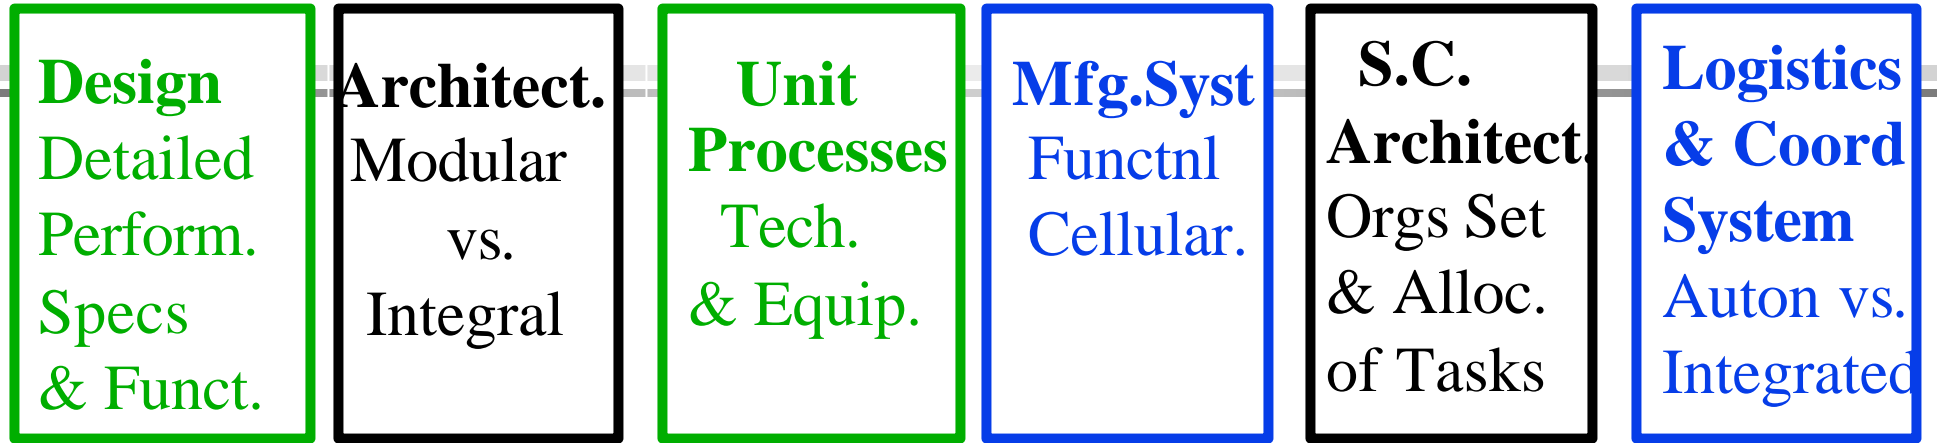 Design
Detailed
Perform.
Specs
& Funct.
Architect.
Modular
vs.
Integral
Unit
Processes
Tech.
& Equip.
Mfg.Syst
Functnl
Cellular.
S.C.
Architect.
Orgs Set
& Alloc.
of Tasks
Logistics
& Coord
System
Auton vs.
Integrated